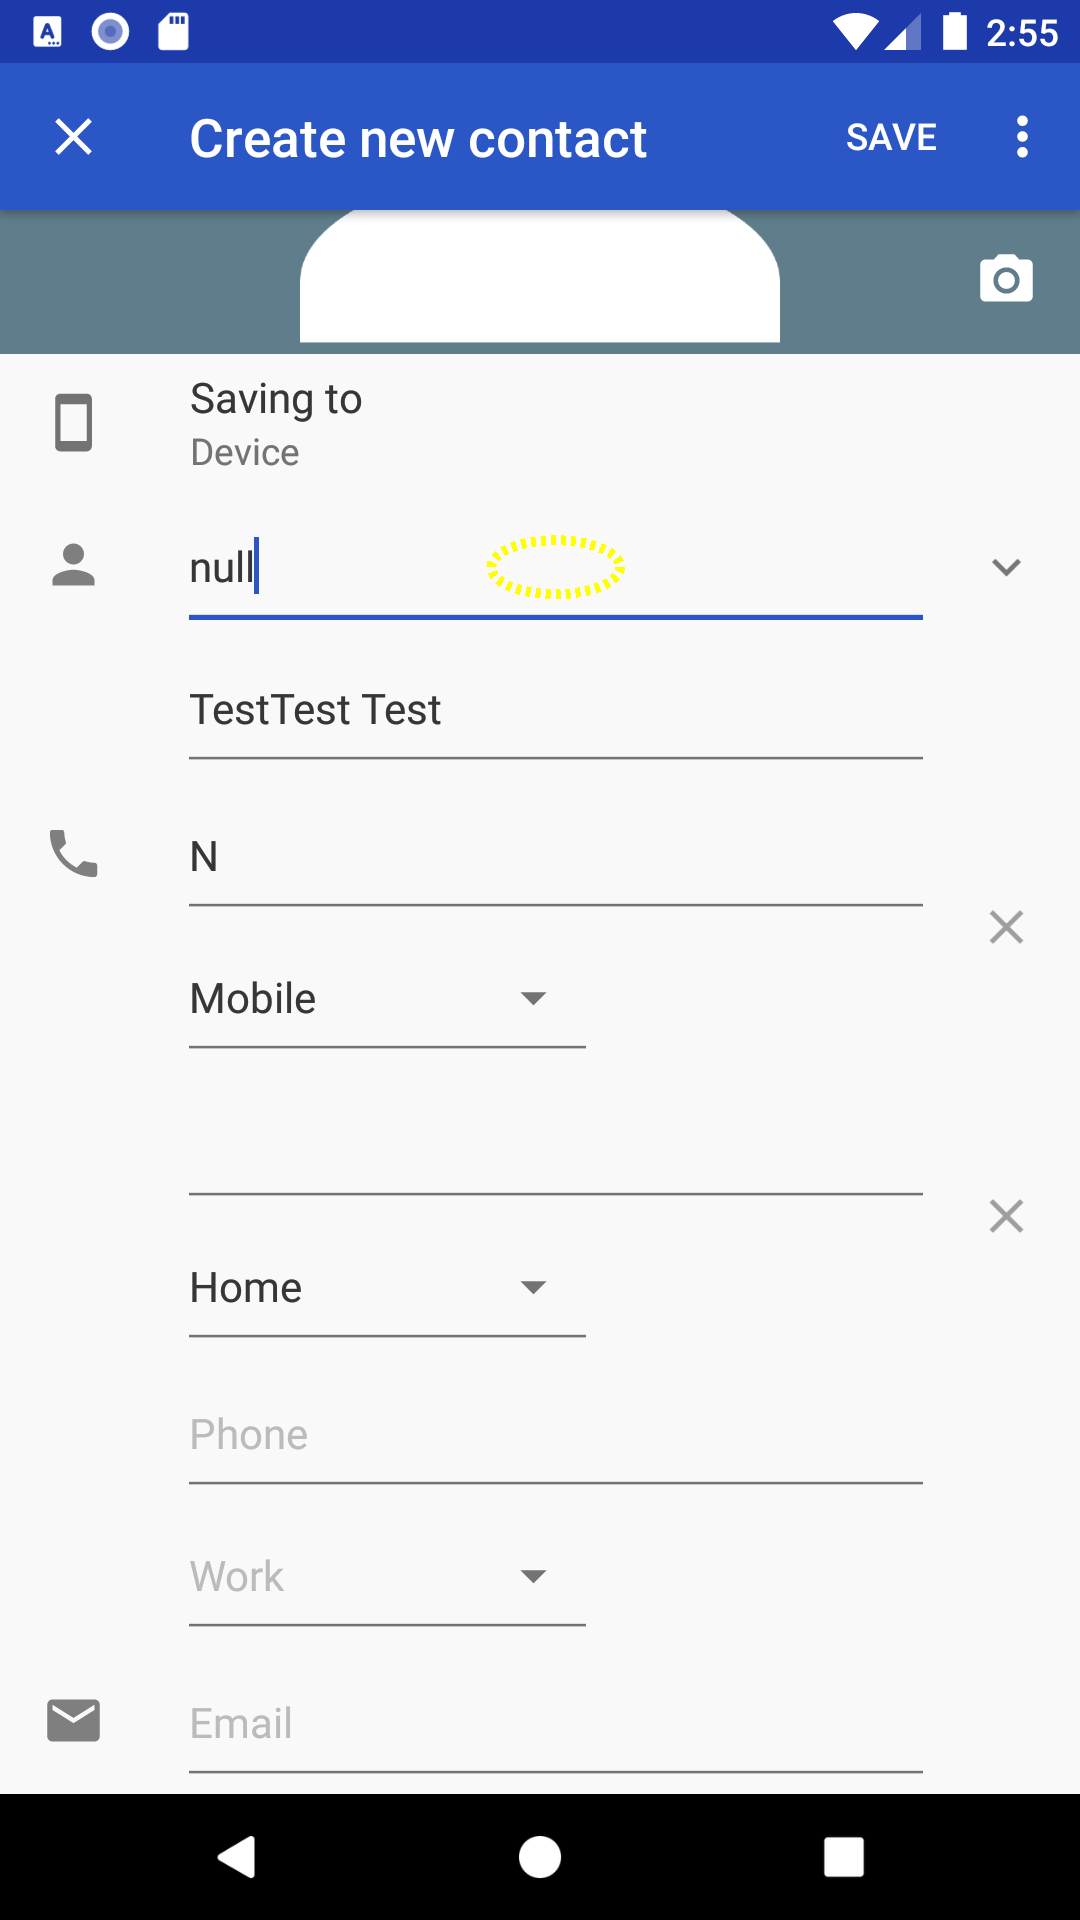 2:55
Create new contact
SAVE
Saving to
Device
null
TestTest Test
N
Mobile
Home
Phone
Work
Email